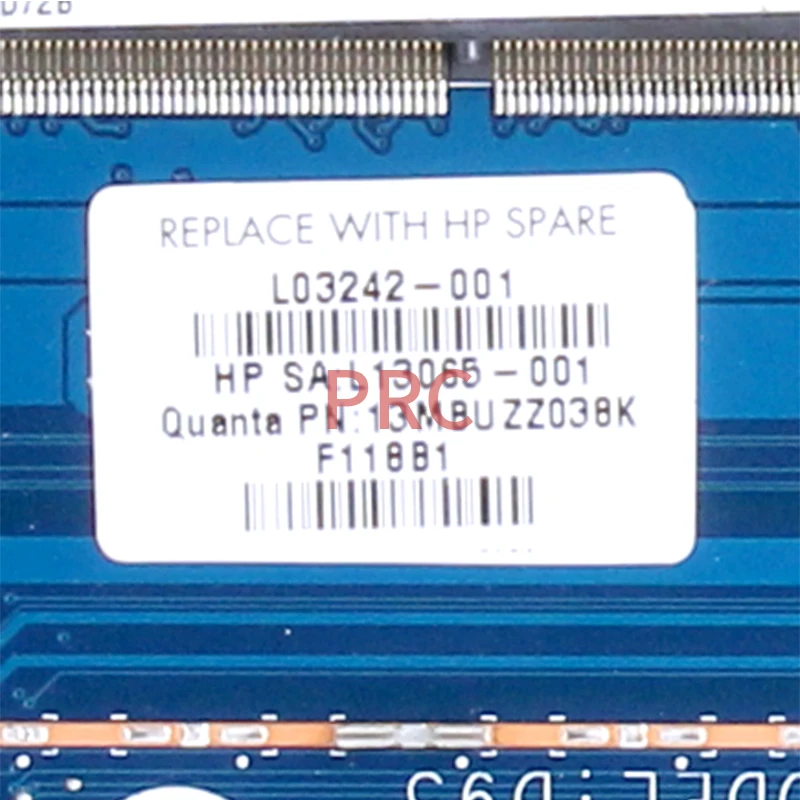 REPLACE WITH HP SPARE
L03242-001
HP SA:L13065-001
PRC
Quanta PN:13MBUZZ038K
F118B1